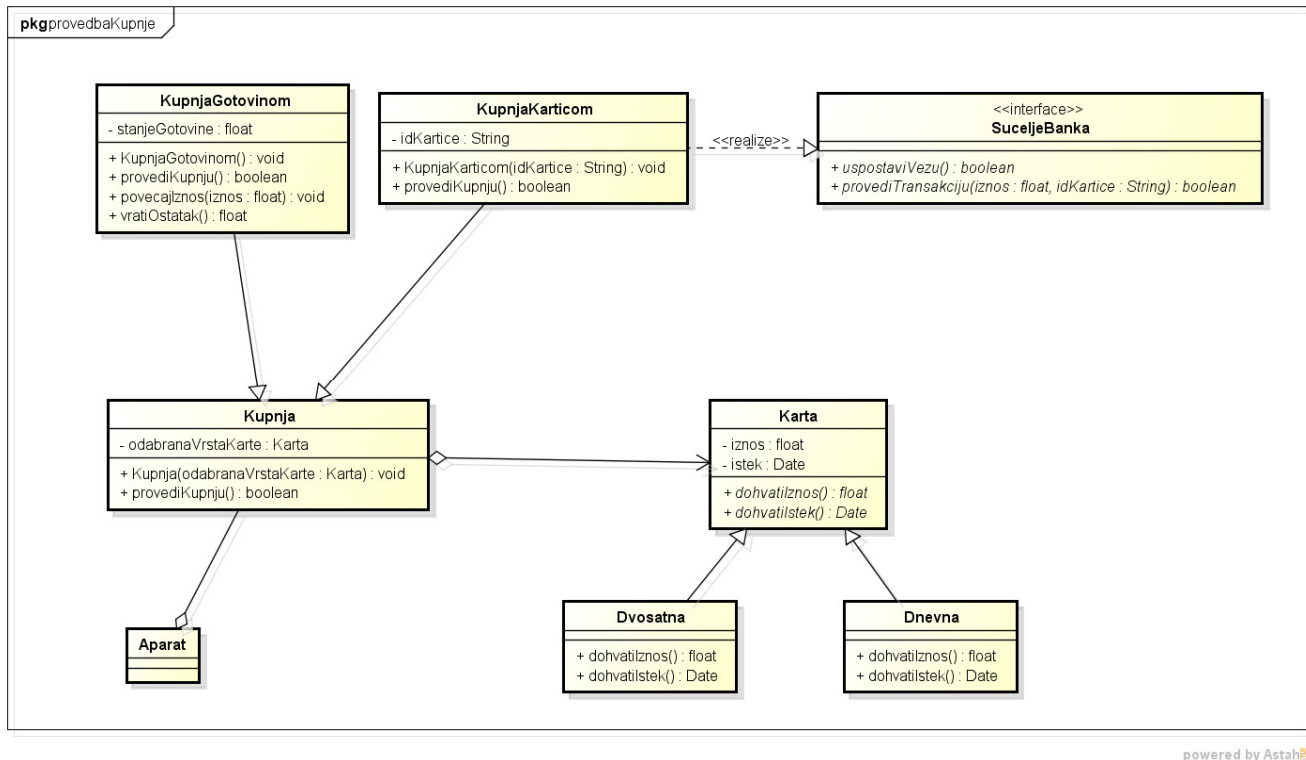 pkg provedbaKupnje
KupnjaGotovinom
- stanjeGotovine : float
+ KupnjaGotovinom() : void
+ provediKupnju() : boolean
+ povecajIznos(iznos : float) : void
+ vratiOstatak() : float
KupnjaKarticom
- idKartice : String
+ KupnjaKarticom(idKartice : String) : void
+ provediKupnju() : boolean
<<realize>>
<<interface>>
SuceljeBanka
+ uspostaviVezu() : boolean
+ provediTransakciju(iznos : float, idKartice : String) : boolean
Kupnja
- odabranaVrstaKarte : Karta
+ Kupnja(odabranaVrstaKarte : Karta) : void
+ provediKupnju() : boolean
Karta
- iznos : float
- istek : Date
+ dohvatiIznos() : float
+ dohvatiIstek() : Date
Aparat
Dvosatna
+ dohvatiIznos() : float
+ dohvatiIstek() : Date
Dnevna
+ dohvatiIznos() : float
+ dohvatiIstek() : Date
powered by Astah